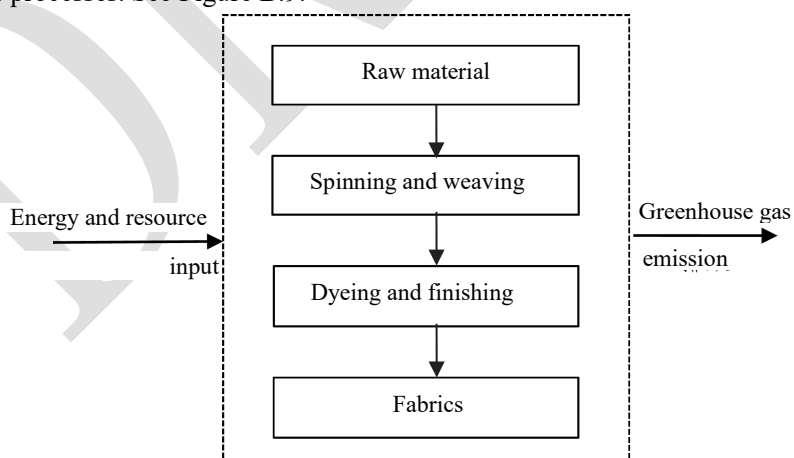 processes. See Figure B.9.
Raw material
Spinning and weaving
Energy and resource
input
Greenhouse gas
emission
Dyeing and finishing
Fabrics